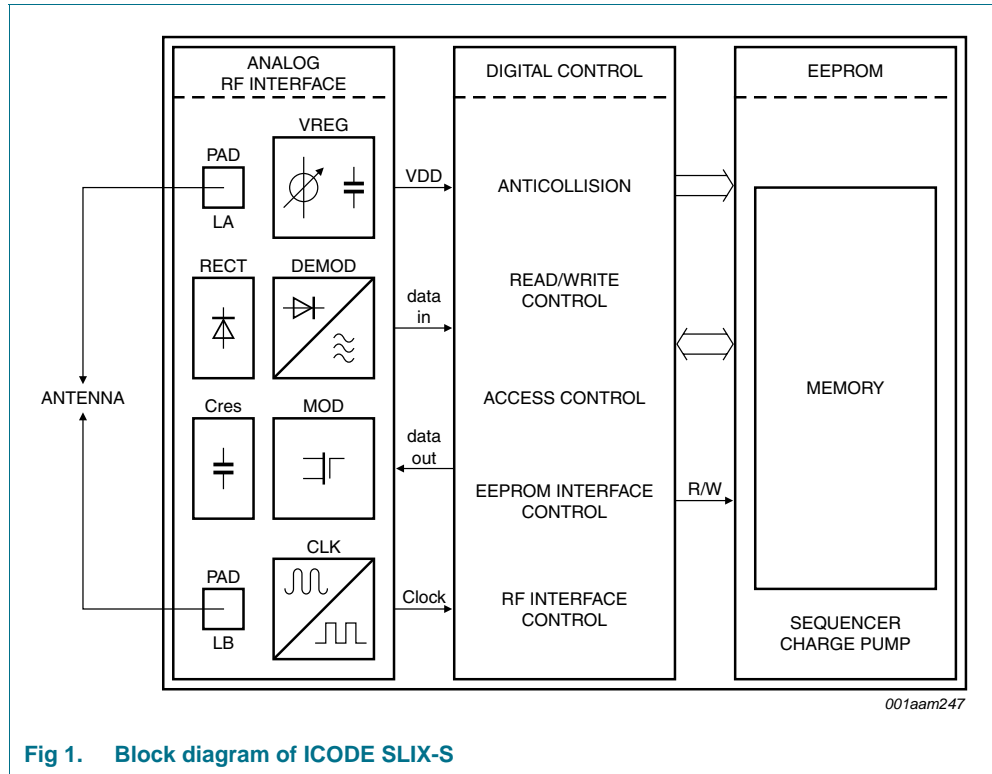 ANALOG
RF INTERFACE
DIGITAL CONTROL
EEPROM
VREG
PAD
LA
VDD
ANTICOLLISION
RECT
DEMOD
data
in
READ/WRITE
CONTROL
ANTENNA
MEMORY
ACCESS CONTROL
Cres
MOD
data
out
EEPROM INTERFACE
CONTROL
R/W
CLK
PAD
LB
Clock
RF INTERFACE
CONTROL
SEQUENCER
CHARGE PUMP
001aam247
Fig 1. Block diagram of ICODE SLIX-S